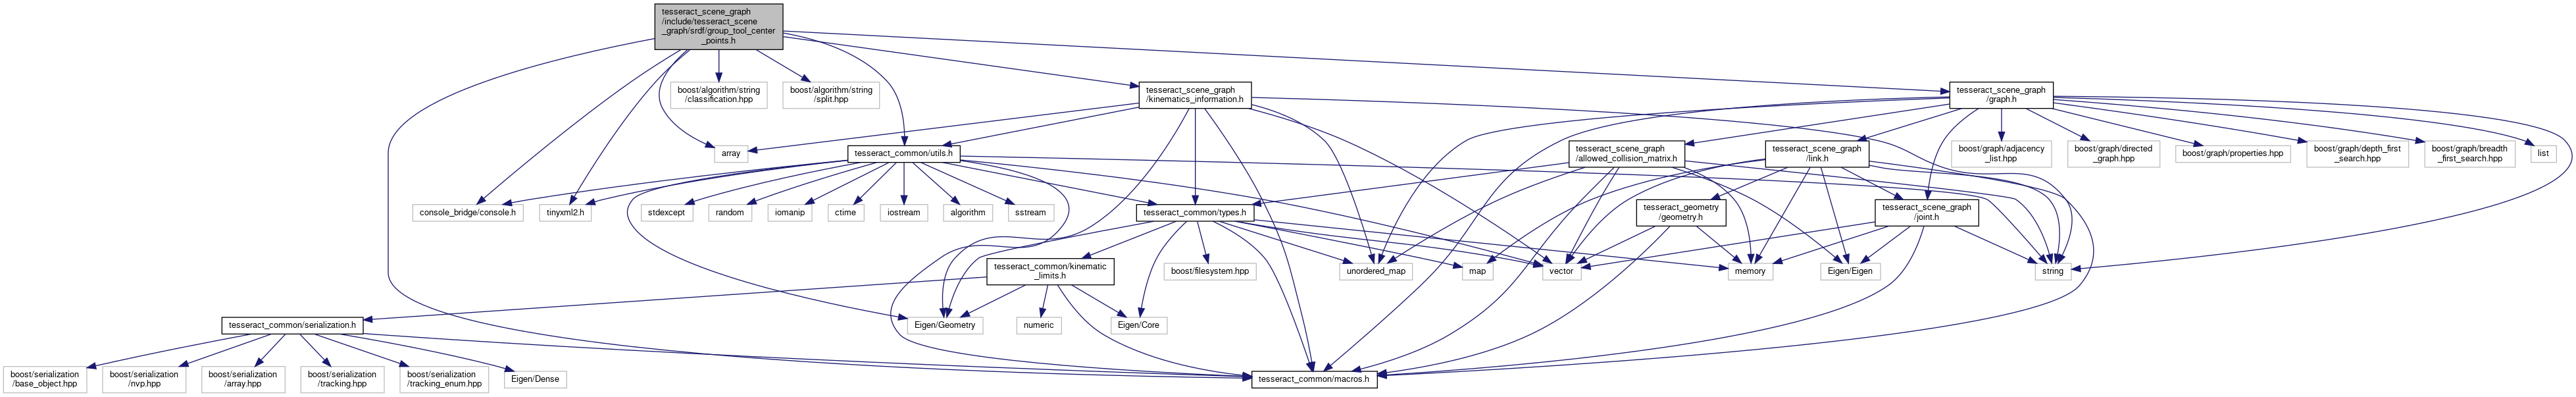 tesseract_scene_graph
/include/tesseract_scene
_graph/srdf/group_tool_center
_points.h
boost/algorithm/string
/classification.hpp
boost/algorithm/string
/split.hpp
tesseract_scene_graph
/kinematics_information.h
tesseract_scene_graph
/graph.h
array
tesseract_common/utils.h
tesseract_scene_graph
/allowed_collision_matrix.h
tesseract_scene_graph
/link.h
boost/graph/adjacency
_list.hpp
boost/graph/directed
_graph.hpp
boost/graph/properties.hpp
boost/graph/depth_first
_search.hpp
boost/graph/breadth
_first_search.hpp
list
console_bridge/console.h
tinyxml2.h
stdexcept
random
iomanip
ctime
iostream
algorithm
sstream
tesseract_common/types.h
tesseract_geometry
/geometry.h
tesseract_scene_graph
/joint.h
tesseract_common/kinematic
_limits.h
boost/filesystem.hpp
unordered_map
map
vector
memory
Eigen/Eigen
string
tesseract_common/serialization.h
Eigen/Geometry
numeric
Eigen/Core
boost/serialization
/base_object.hpp
boost/serialization
/nvp.hpp
boost/serialization
/array.hpp
boost/serialization
/tracking.hpp
boost/serialization
/tracking_enum.hpp
Eigen/Dense
tesseract_common/macros.h